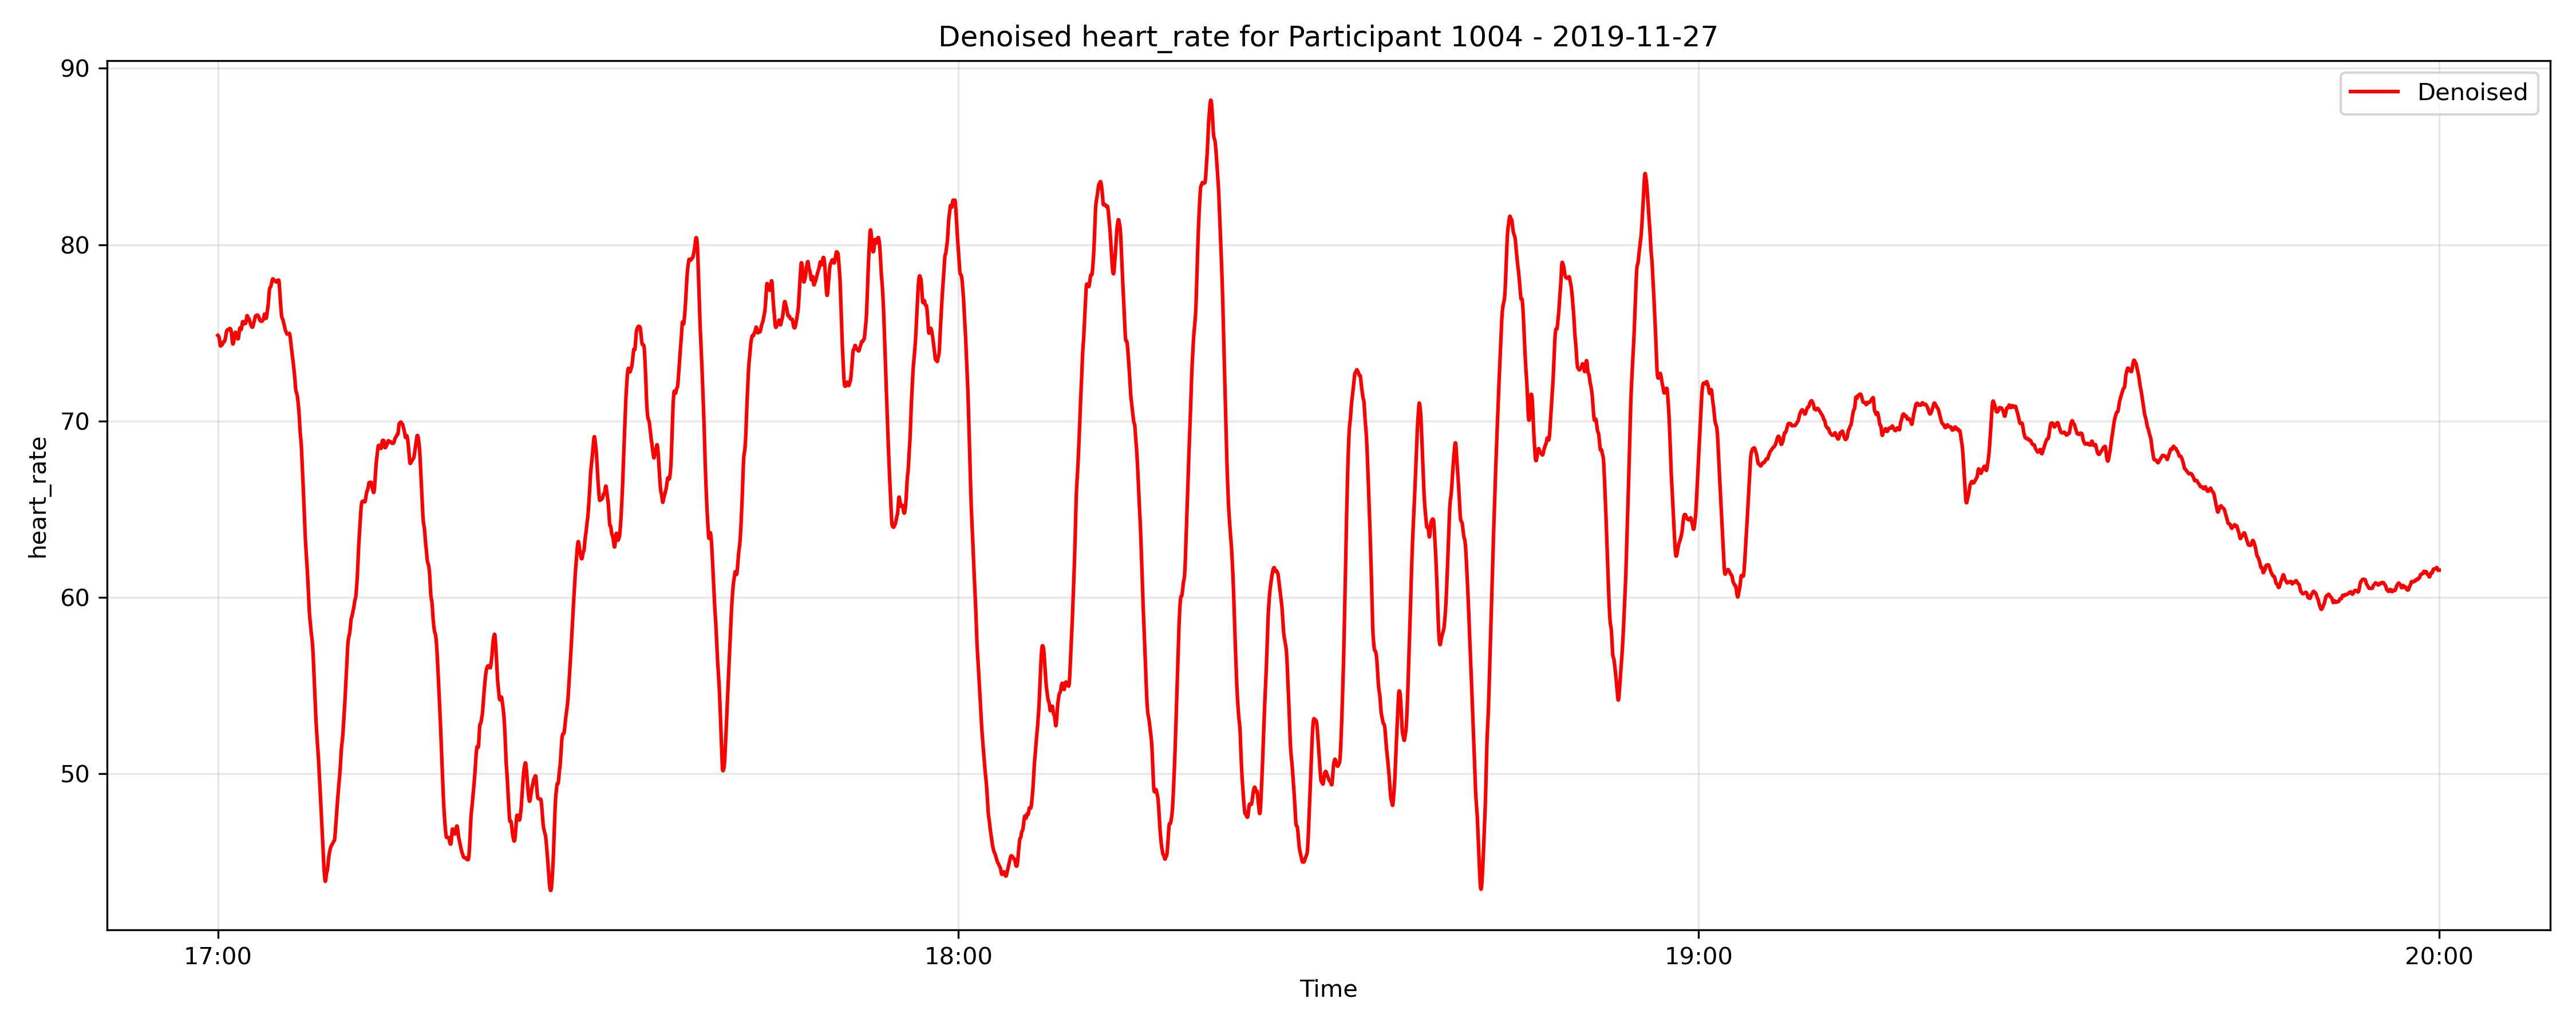 Denoised heart_rate for Participant 1004 - 2019-11-27
Denoised
90
80
70
60
50
heart_rate
17:00
18:00
19:00
20:00
Time